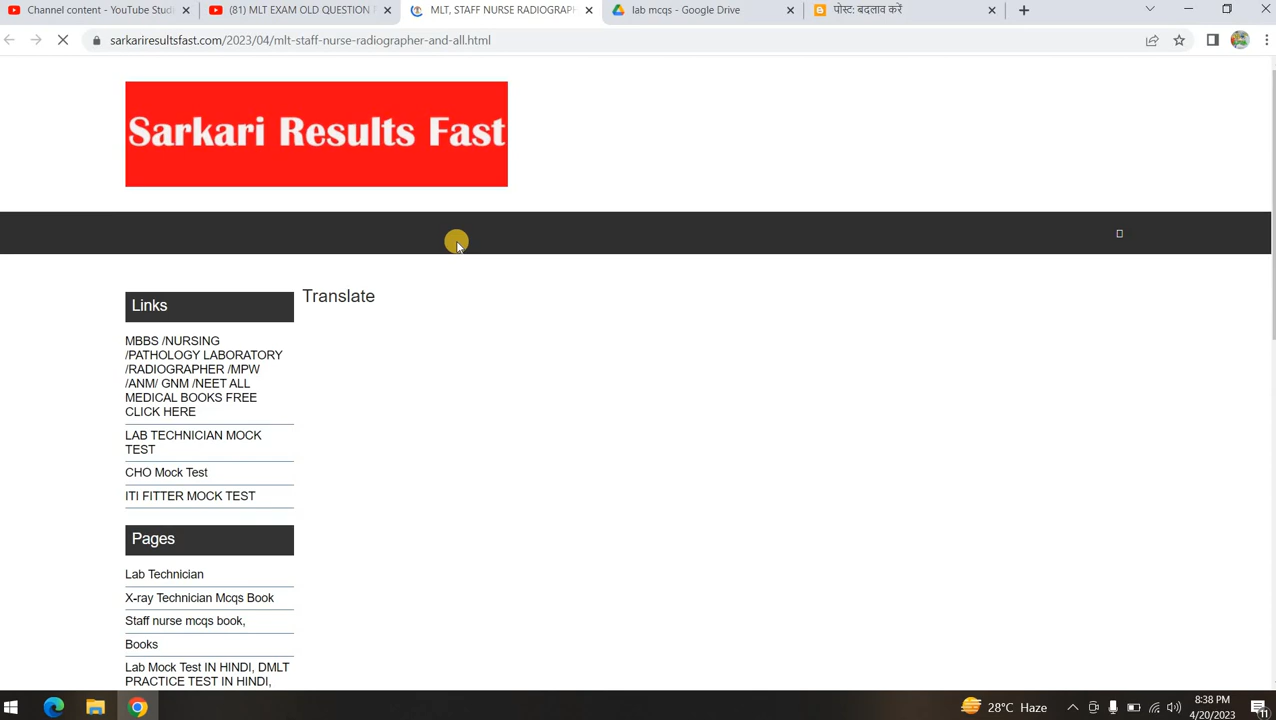 Channel content - YouTube Stud
(81) MLT EXAM OLD QUESTION
MLT, STAFF NURSE RADIOGRAPH
lab mcqs - Google Drive
पोस्ट: बदलाव करें
sarkariresultsfast.com/2023/04/mlt-staff-nurse-radiographer-and-all.html
Sarkari Results Fast
Links
Translate
MBBS /NURSING
/PATHOLOGY LABORATORY
/RADIOGRAPHER /MPW
/ANM/ GNM /NEET ALL
MEDICAL BOOKS FREE
CLICK HERE
LAB TECHNICIAN MOCK
TEST
CHO Mock Test
ITI FITTER MOCK TEST
Pages
Lab Technician
X-ray Technician Mcqs Book
Staff nurse mcqs book,
Books
Lab Mock Test IN HINDI, DMLT
PRACTICE TEST IN HINDI,
28°C Haze
8:38 PM
4/20/2023
11